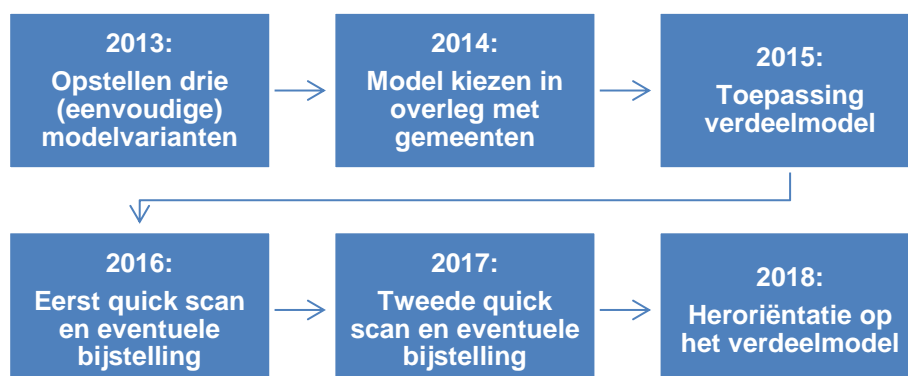 2013:
Opstellen drie
(eenvoudige)
modelvarianten
2014:
Model kiezen in
overleg met
gemeenten
2015:
Toepassing
verdeelmodel
2016:
Eerst quick scan
en eventuele
bijstelling
2017:
Tweede quick
scan en eventuele
bijstelling
2018:
Heroriëntatie op
het verdeelmodel